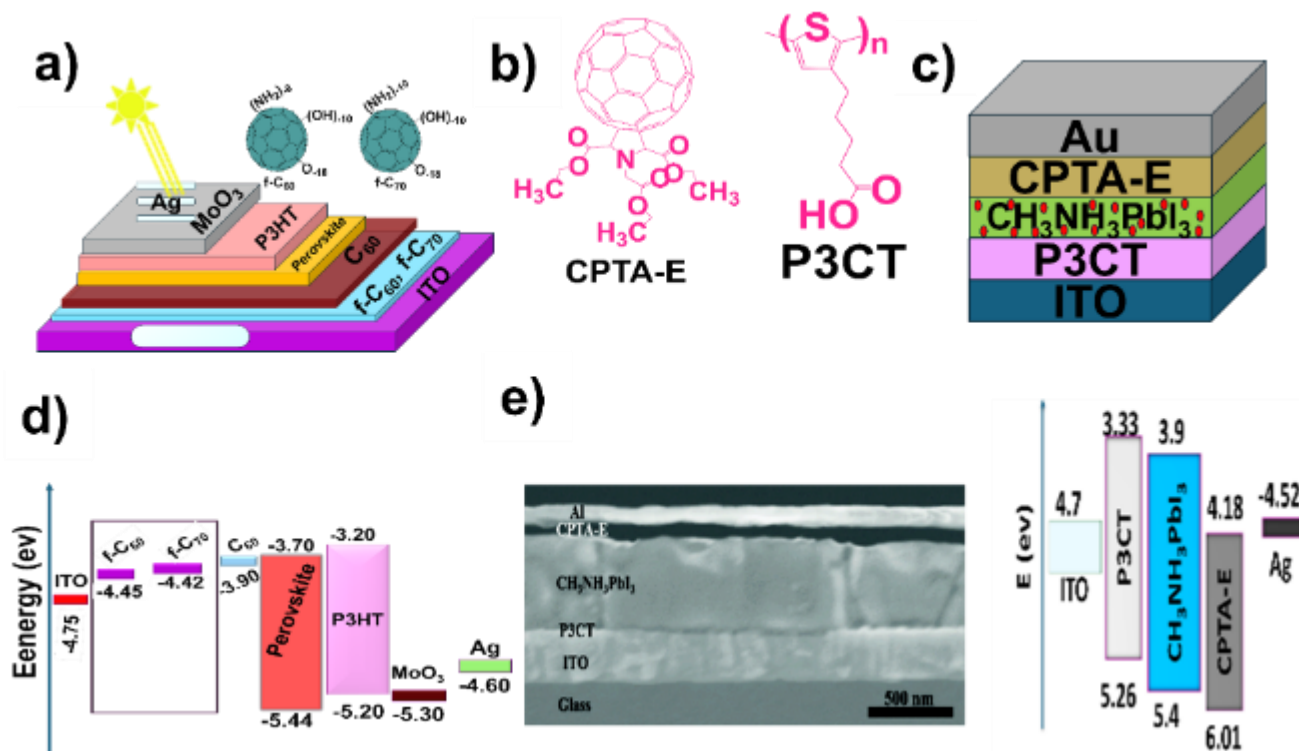 a)
(NH₂)-8
(OH)-10
O-18
f-C₆₀
(NH₂)-10
(OH)-10
O-18
f-C₇₀
Ag
MoO₃
P3HT
Perovskite
C₆₀
f-C₆₀, f-C₇₀
ITO
b)
O
O
N
O
O
H₃C
CH₃
O
O
H₃C
CPTA-E
S
n
O
HO
P3CT
c)
Au
CPTA-E
CH₃NH₃PbI₃
P3CT
ITO
d)
Eenergy (ev)
ITO
-4.75
f-C₆₀
-4.45
f-C₇₀
-4.42
C₆₀
-3.90
-3.70
Perovskite
-5.44
-3.20
P3HT
-5.20
MoO₃
-5.30
Ag
-4.60
e)
Al
CPTA-E
CH₃NH₃PbI₃
P3CT
ITO
Glass
500 nm
E (ev)
4.7
ITO
3.33
P3CT
5.26
3.9
CH₃NH₃PbI₃
5.4
4.18
CPTA-E
6.01
-4.52
Ag